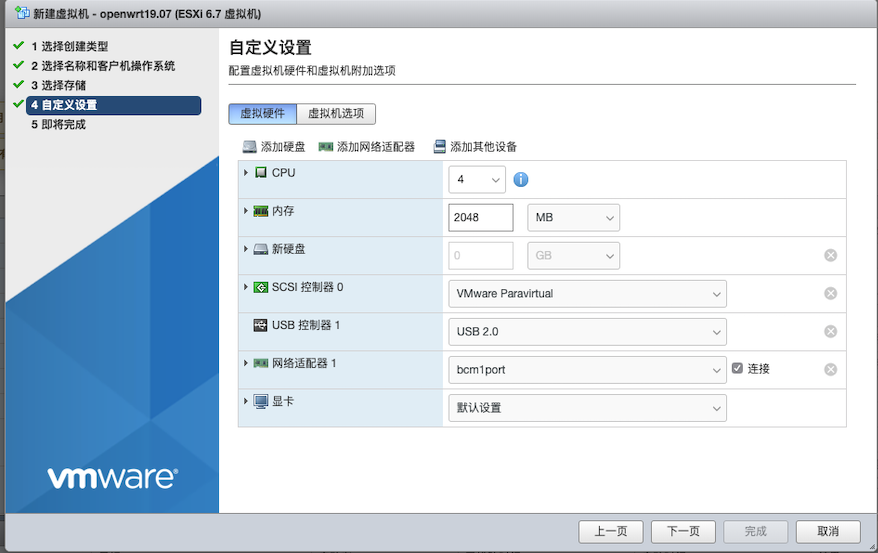 新建虚拟机 - openwrt19.07 (ESXi 6.7 虚拟机)
1 选择创建类型
2 选择名称和客户机操作系统
3 选择存储
4 自定义设置
5 即将完成
vmware®
自定义设置
配置虚拟机硬件和虚拟机附加选项
虚拟硬件 虚拟机选项
添加硬盘 添加网络适配器 添加其他设备
CPU 4
内存 2048 MB
新硬盘 0 GB
SCSI 控制器 0 VMware Paravirtual
USB 控制器 1 USB 2.0
网络适配器 1 bcm1port 连接
显卡 默认设置
上一页 下一页 完成 取消